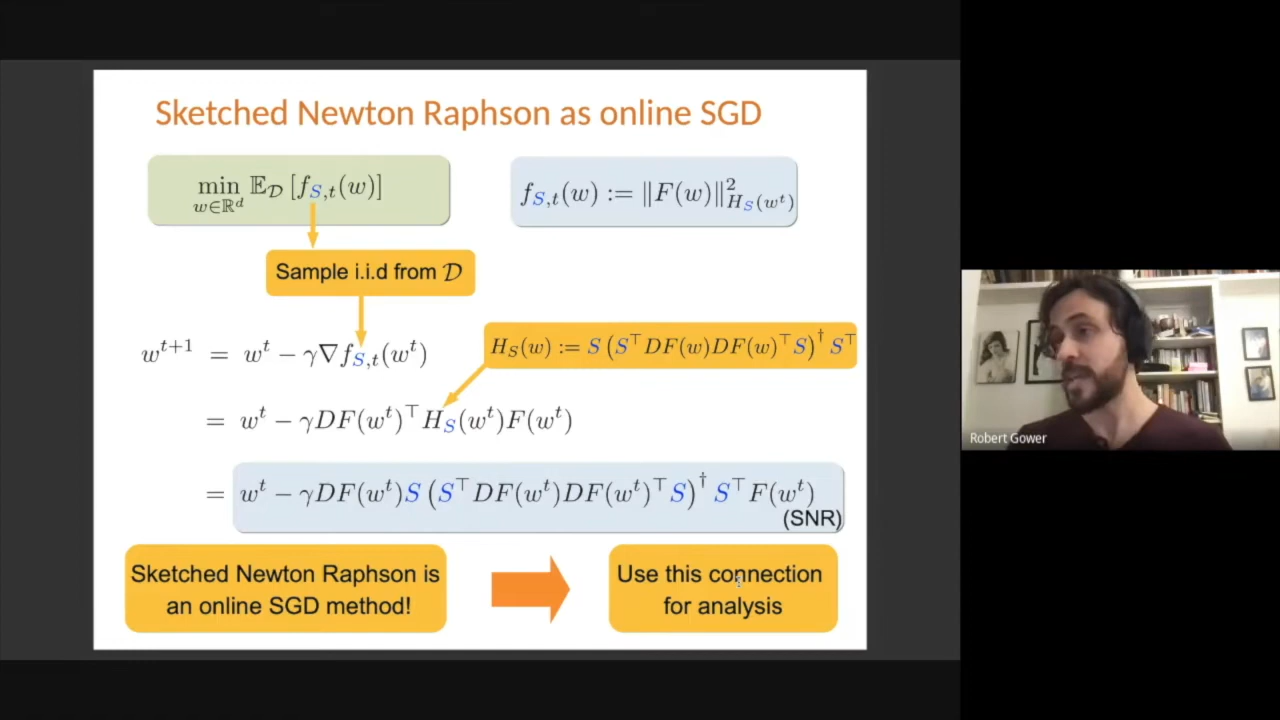 Sketched Newton Raphson as online SGD
min_{w∈ℝ^d} 𝔼_𝒟 [f_{S,t}(w)]
f_{S,t}(w) := ‖F(w)‖²_{H_S(w^t)}
Sample i.i.d from 𝒟
w^{t+1} = w^t − γ∇f_{S,t}(w^t)
H_S(w) := S (S^⊤ DF(w)DF(w)^⊤ S)^† S^⊤
= w^t − γDF(w^t)^⊤ H_S(w^t)F(w^t)
= w^t − γDF(w^t)S (S^⊤ DF(w^t)DF(w^t)^⊤ S)^† S^⊤ F(w^t)
(SNR)
Sketched Newton Raphson is
an online SGD method!
Use this connection
for analysis
Robert Gower